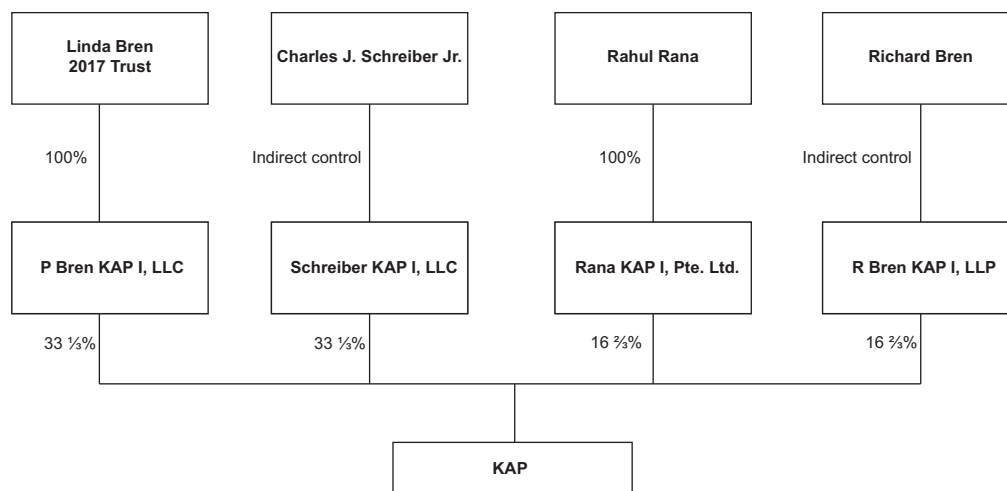 Linda Bren
2017 Trust
Charles J. Schreiber Jr.
Rahul Rana
Richard Bren
100%
Indirect control
100%
Indirect control
P Bren KAP I, LLC
Schreiber KAP I, LLC
Rana KAP I, Pte. Ltd.
R Bren KAP I, LLP
33 ⅓%
33 ⅓%
16 ⅔%
16 ⅔%
KAP